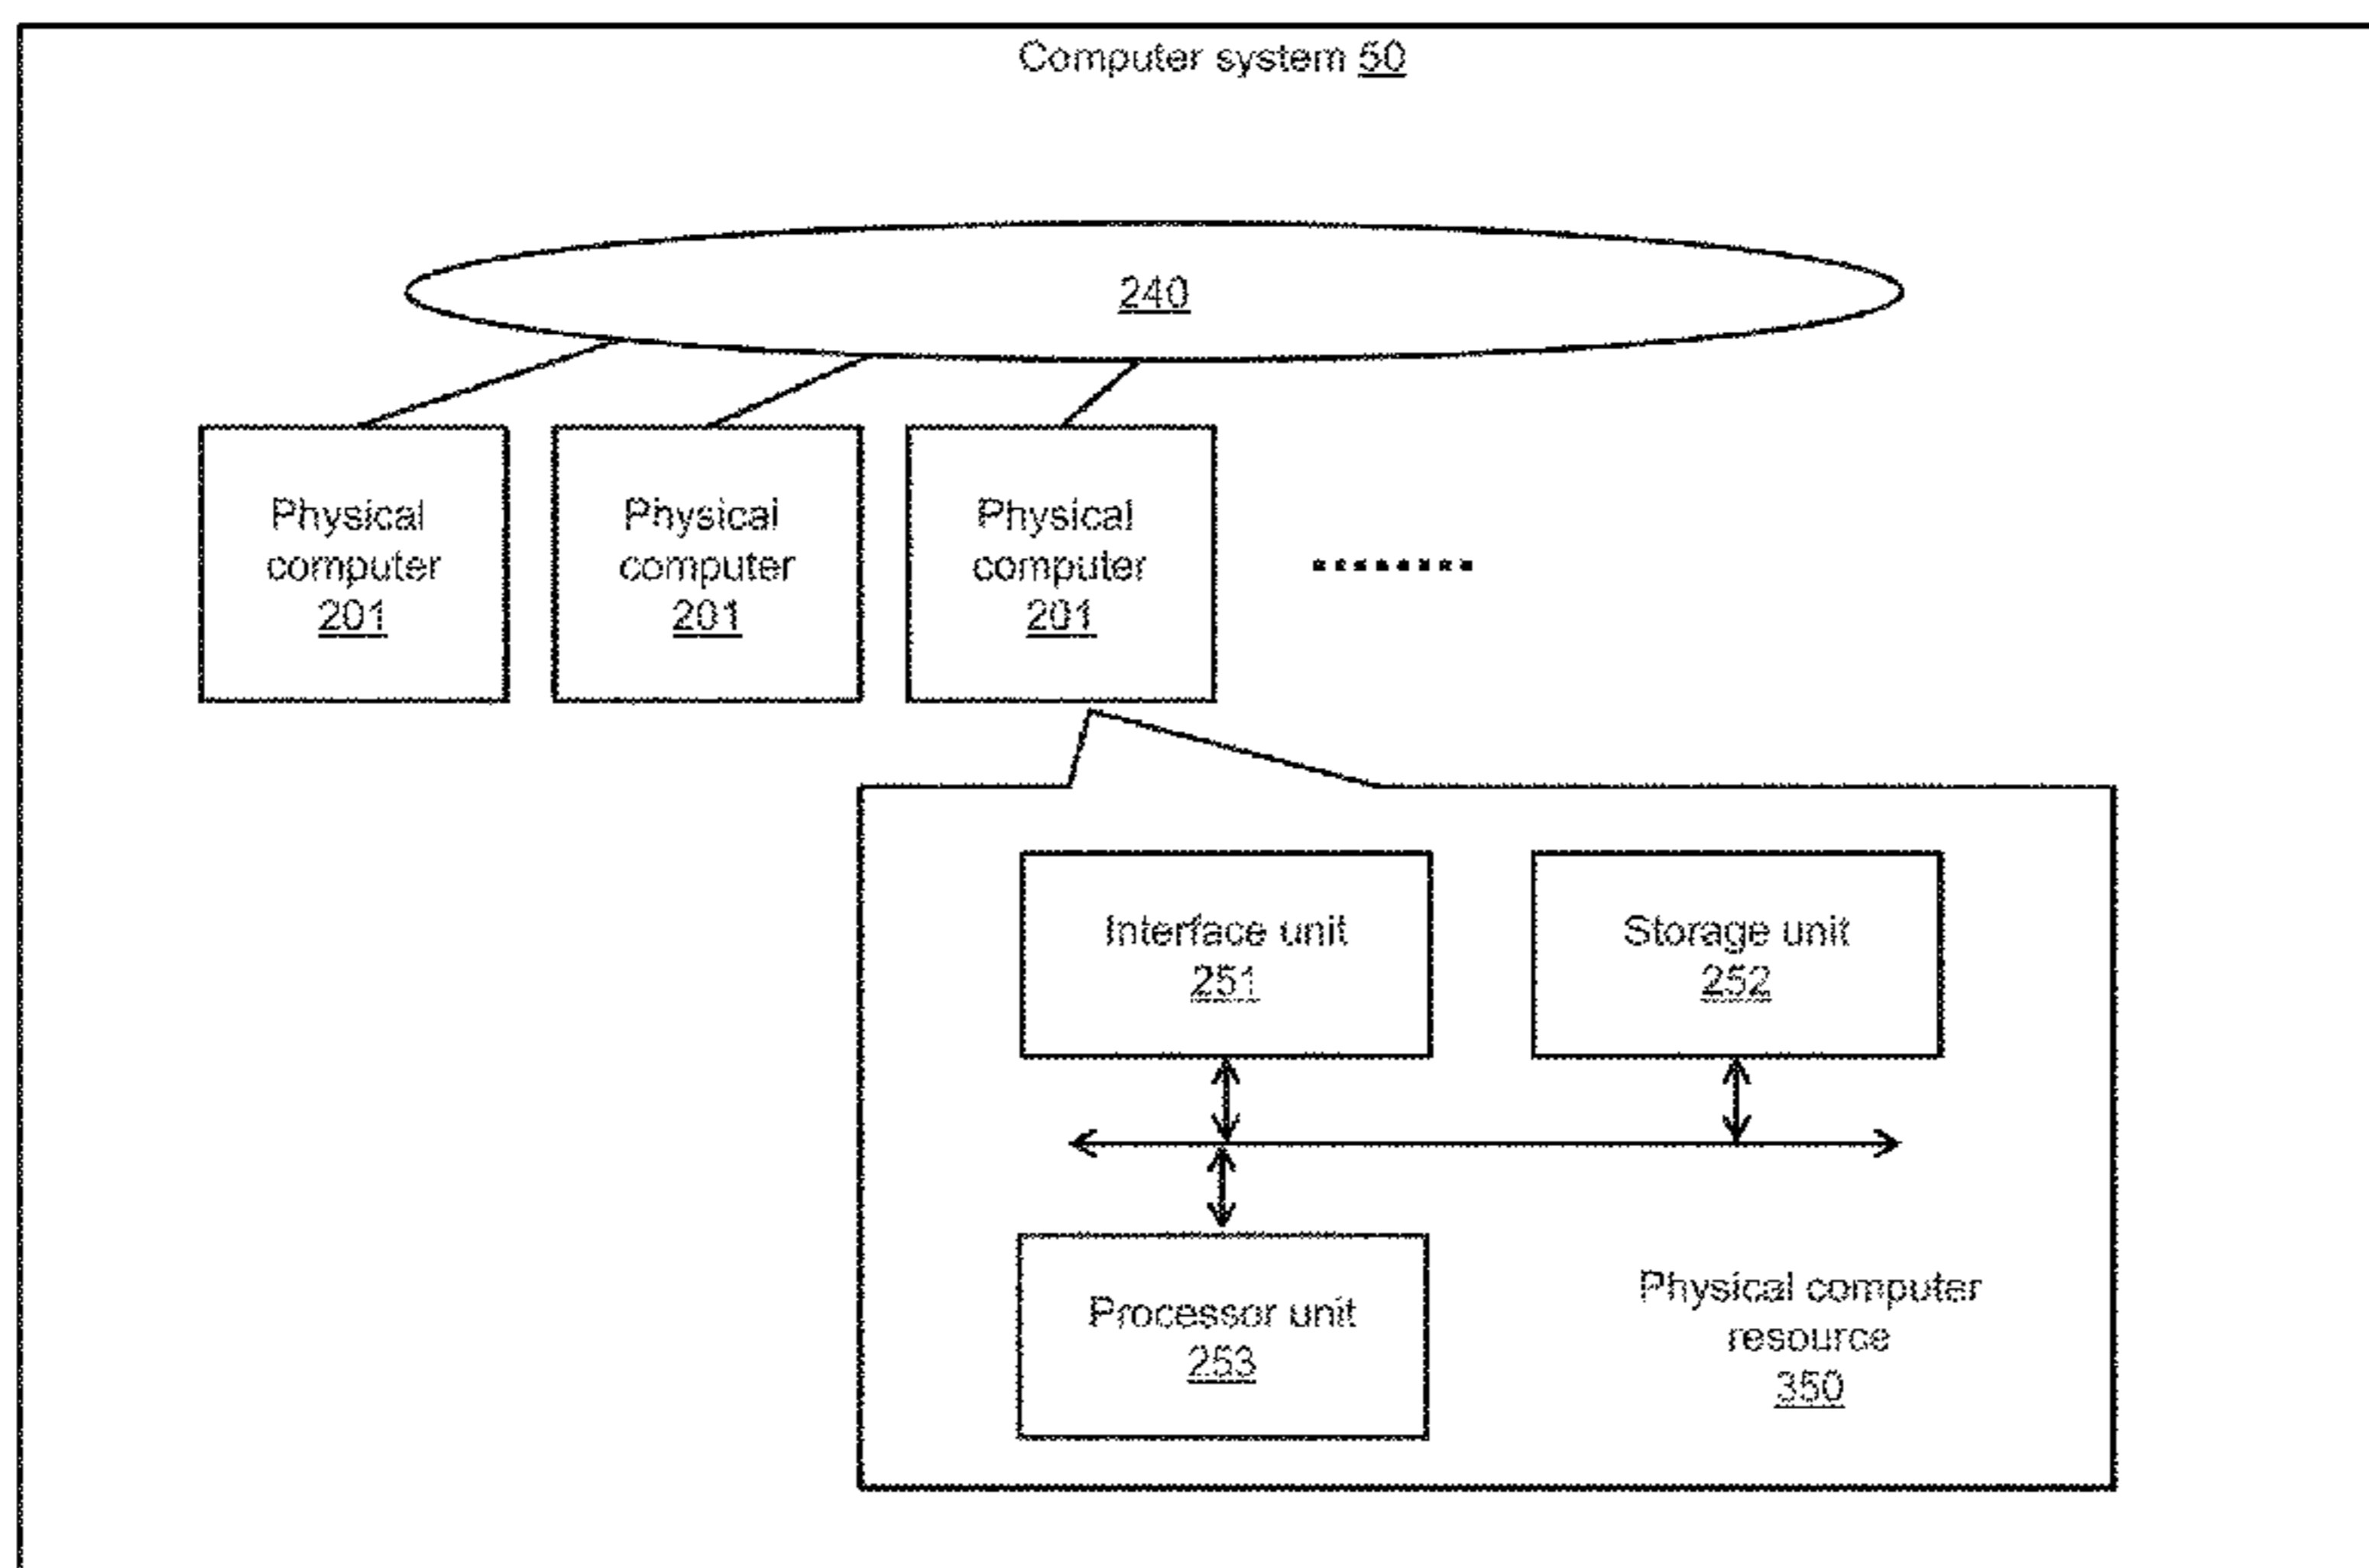 Computer system 50
240
Physical
computer
201
Physical
computer
201
Physical
computer
201
Interface unit
251
Storage unit
252
Processor unit
253
Physical computer
resource
350